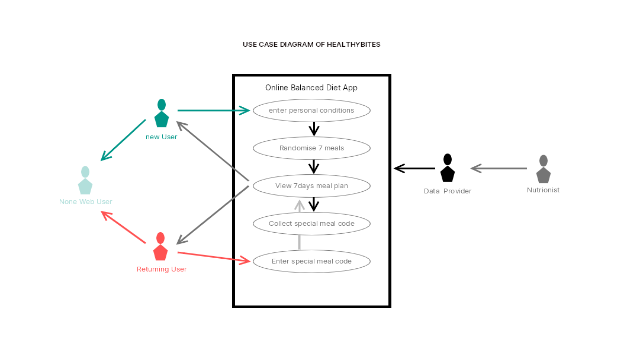 USE CASE DIAGRAM OF HEALTHYBITES
Online Balanced Diet App
enter personal conditions
new User
Randomise 7 meals
View 7days meal plan
Data Provider
Nutrionist
None Web User
Collect special meal code
Enter special meal code
Returning User